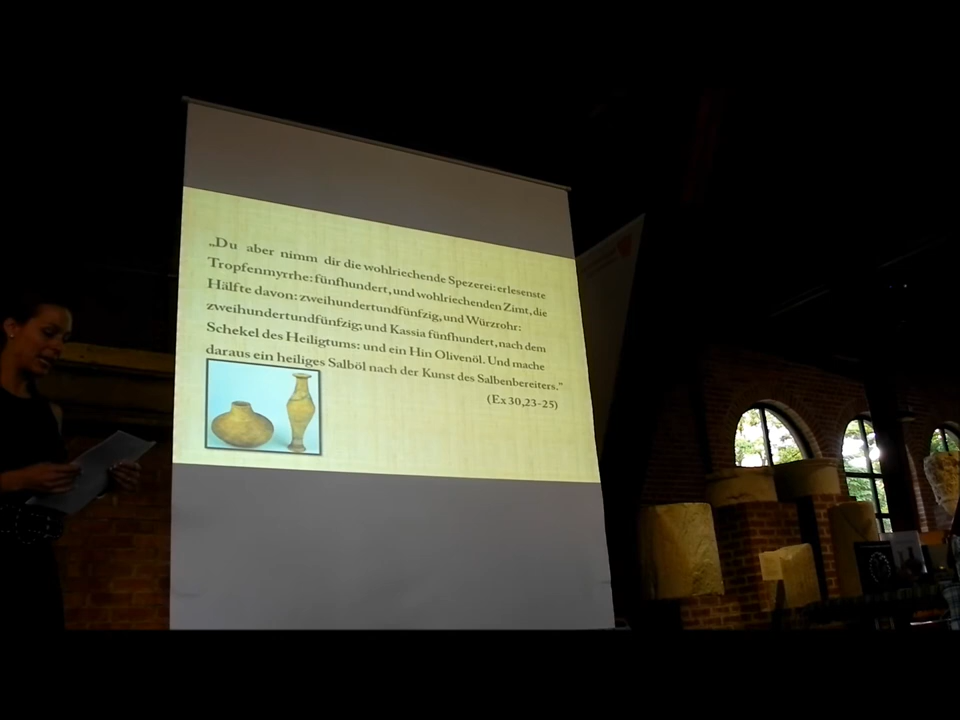 „Du aber nimm dir die wohlriechende Spezerei: erlesenste
Tropfenmyrrhe: fünfhundert, und wohlriechenden Zimt, die
Hälfte davon: zweihundertundfünfzig, und Würzrohr:
zweihundertundfünfzig; und Kassia fünfhundert, nach dem
Schekel des Heiligtums: und ein Hin Olivenöl. Und mache
daraus ein heiliges Salböl nach der Kunst des Salbenbereiters.”
(Ex 30,23-25)